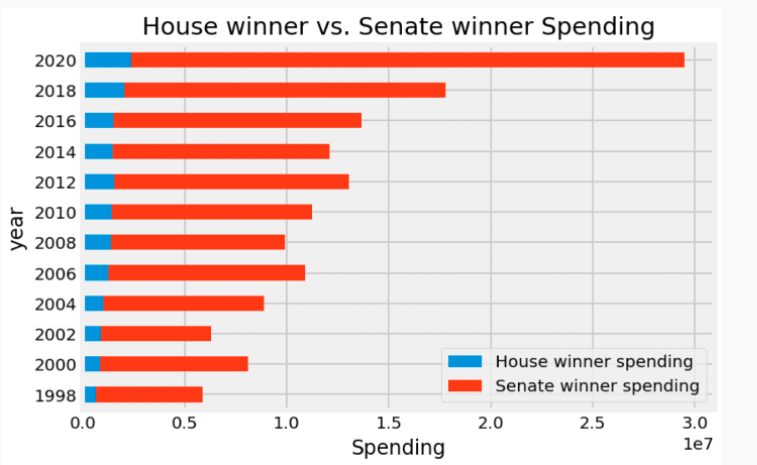 House winner vs. Senate winner Spending
2020
2018
2016
2014
2012
2010
2008
2006
2004
2002
2000
1998
year
House winner spending
Senate winner spending
0.0 0.5 1.0 1.5 2.0 2.5 3.0
1e7
Spending